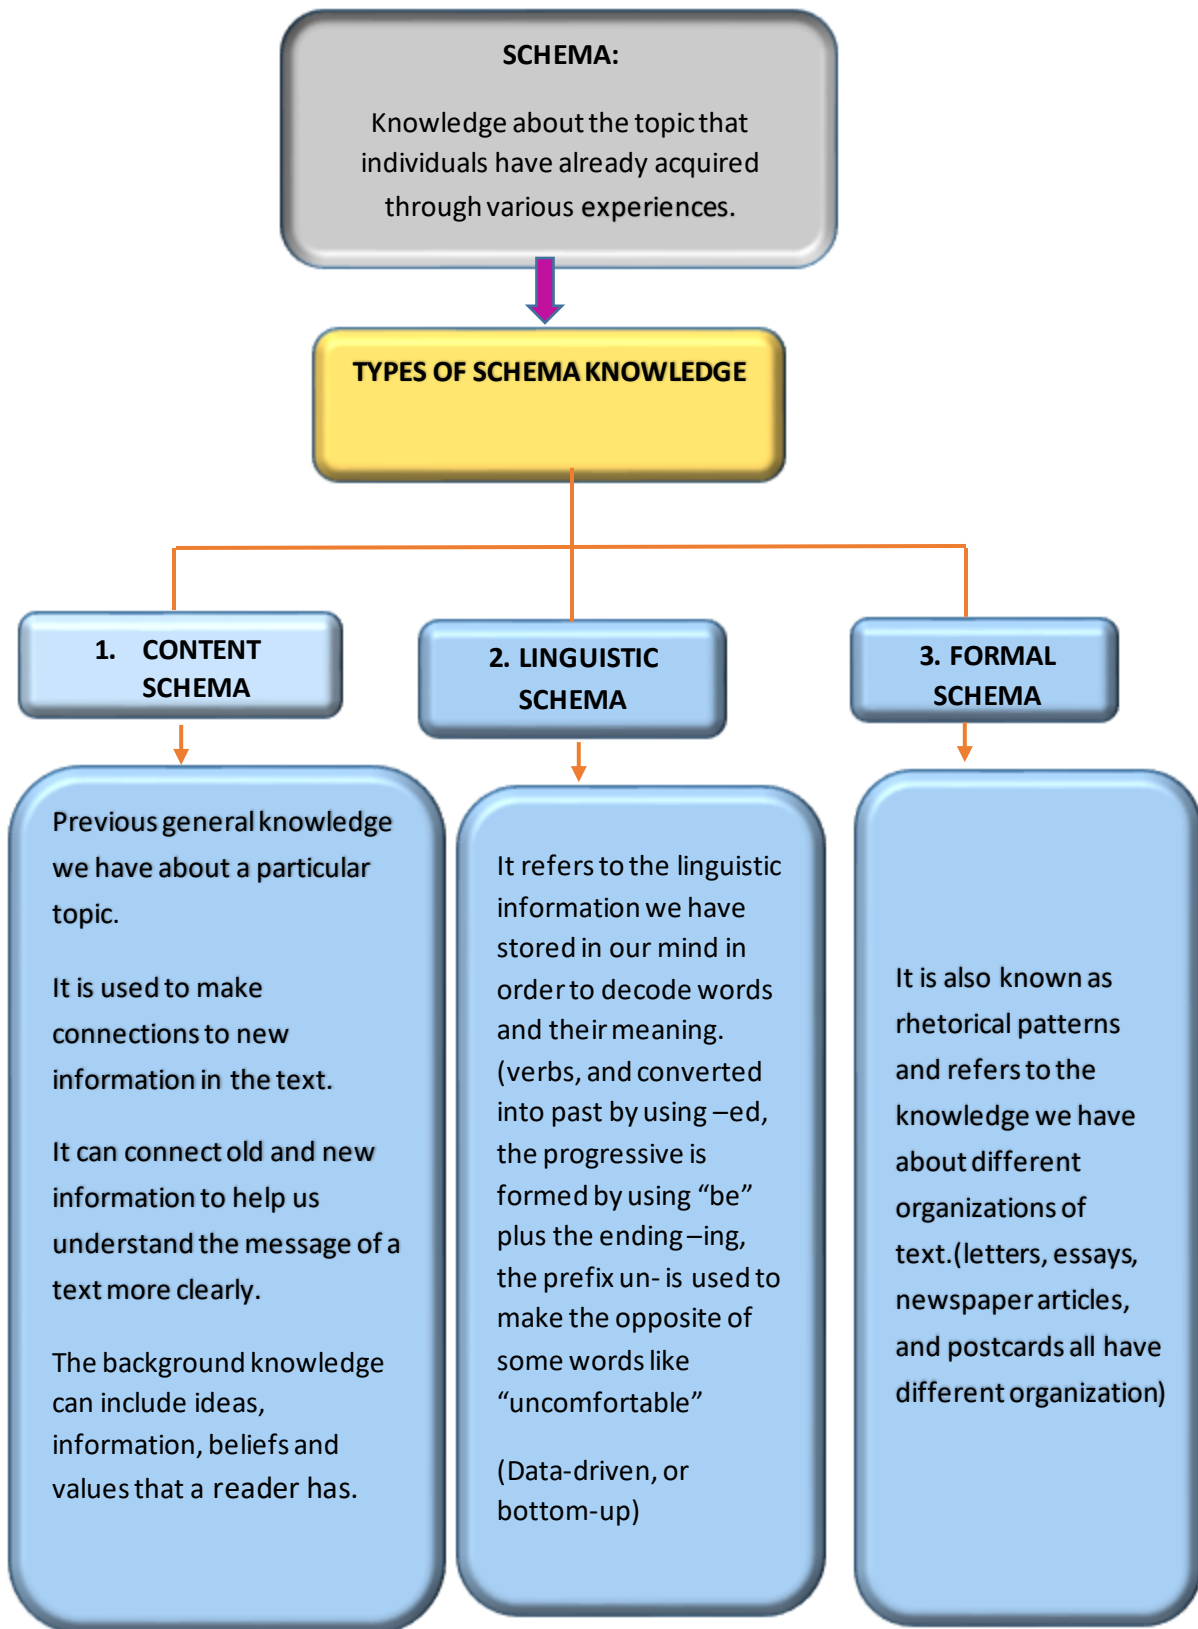 SCHEMA:
Knowledge about the topic that
individuals have already acquired
through various experiences.
TYPES OF SCHEMA KNOWLEDGE
1. CONTENT
SCHEMA
Previous general knowledge
we have about a particular
topic.
It is used to make
connections to new
information in the text.
It can connect old and new
information to help us
understand the message of a
text more clearly.
The background knowledge
can include ideas,
information, beliefs and
values that a reader has.
2. LINGUISTIC
SCHEMA
It refers to the linguistic
information we have
stored in our mind in
order to decode words
and their meaning.
(verbs, and converted
into past by using –ed,
the progressive is
formed by using “be”
plus the ending –ing,
the prefix un- is used to
make the opposite of
some words like
“uncomfortable”
(Data-driven, or
bottom-up)
3. FORMAL
SCHEMA
It is also known as
rhetorical patterns
and refers to the
knowledge we have
about different
organizations of
text.(letters, essays,
newspaper articles,
and postcards all have
different organization)